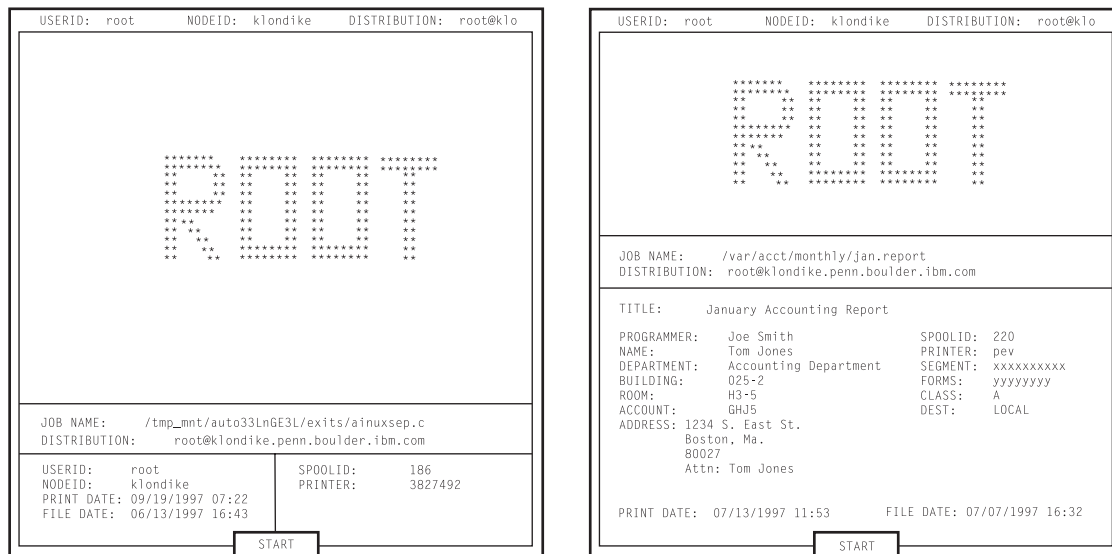 USERID: root NODEID: klondike DISTRIBUTION: root@klo
ROOT
JOB NAME: /tmp_mnt/auto33LnGE3L/exits/ainuxsep.c
DISTRIBUTION: root@klondike.penn.boulder.ibm.com
USERID: root
NODEID: klondike
PRINT DATE: 09/19/1997 07:22
FILE DATE: 06/13/1997 16:43
SPOOLID: 186
PRINTER: 3827492
START
USERID: root NODEID: klondike DISTRIBUTION: root@klo
ROOT
JOB NAME: /var/acct/monthly/jan.report
DISTRIBUTION: root@klondike.penn.boulder.ibm.com
TITLE: January Accounting Report
PROGRAMMER: Joe Smith SPOOLID: 220
NAME: Tom Jones PRINTER: pev
DEPARTMENT: Accounting Department SEGMENT: xxxxxxxxxx
BUILDING: 025-2 FORMS: yyyyyyyy
ROOM: H3-5 CLASS: A
ACCOUNT: GHJ5 DEST: LOCAL
ADDRESS: 1234 S. East St.
Boston, Ma.
80027
Attn: Tom Jones
PRINT DATE: 07/13/1997 11:53 FILE DATE: 07/07/1997 16:32
START